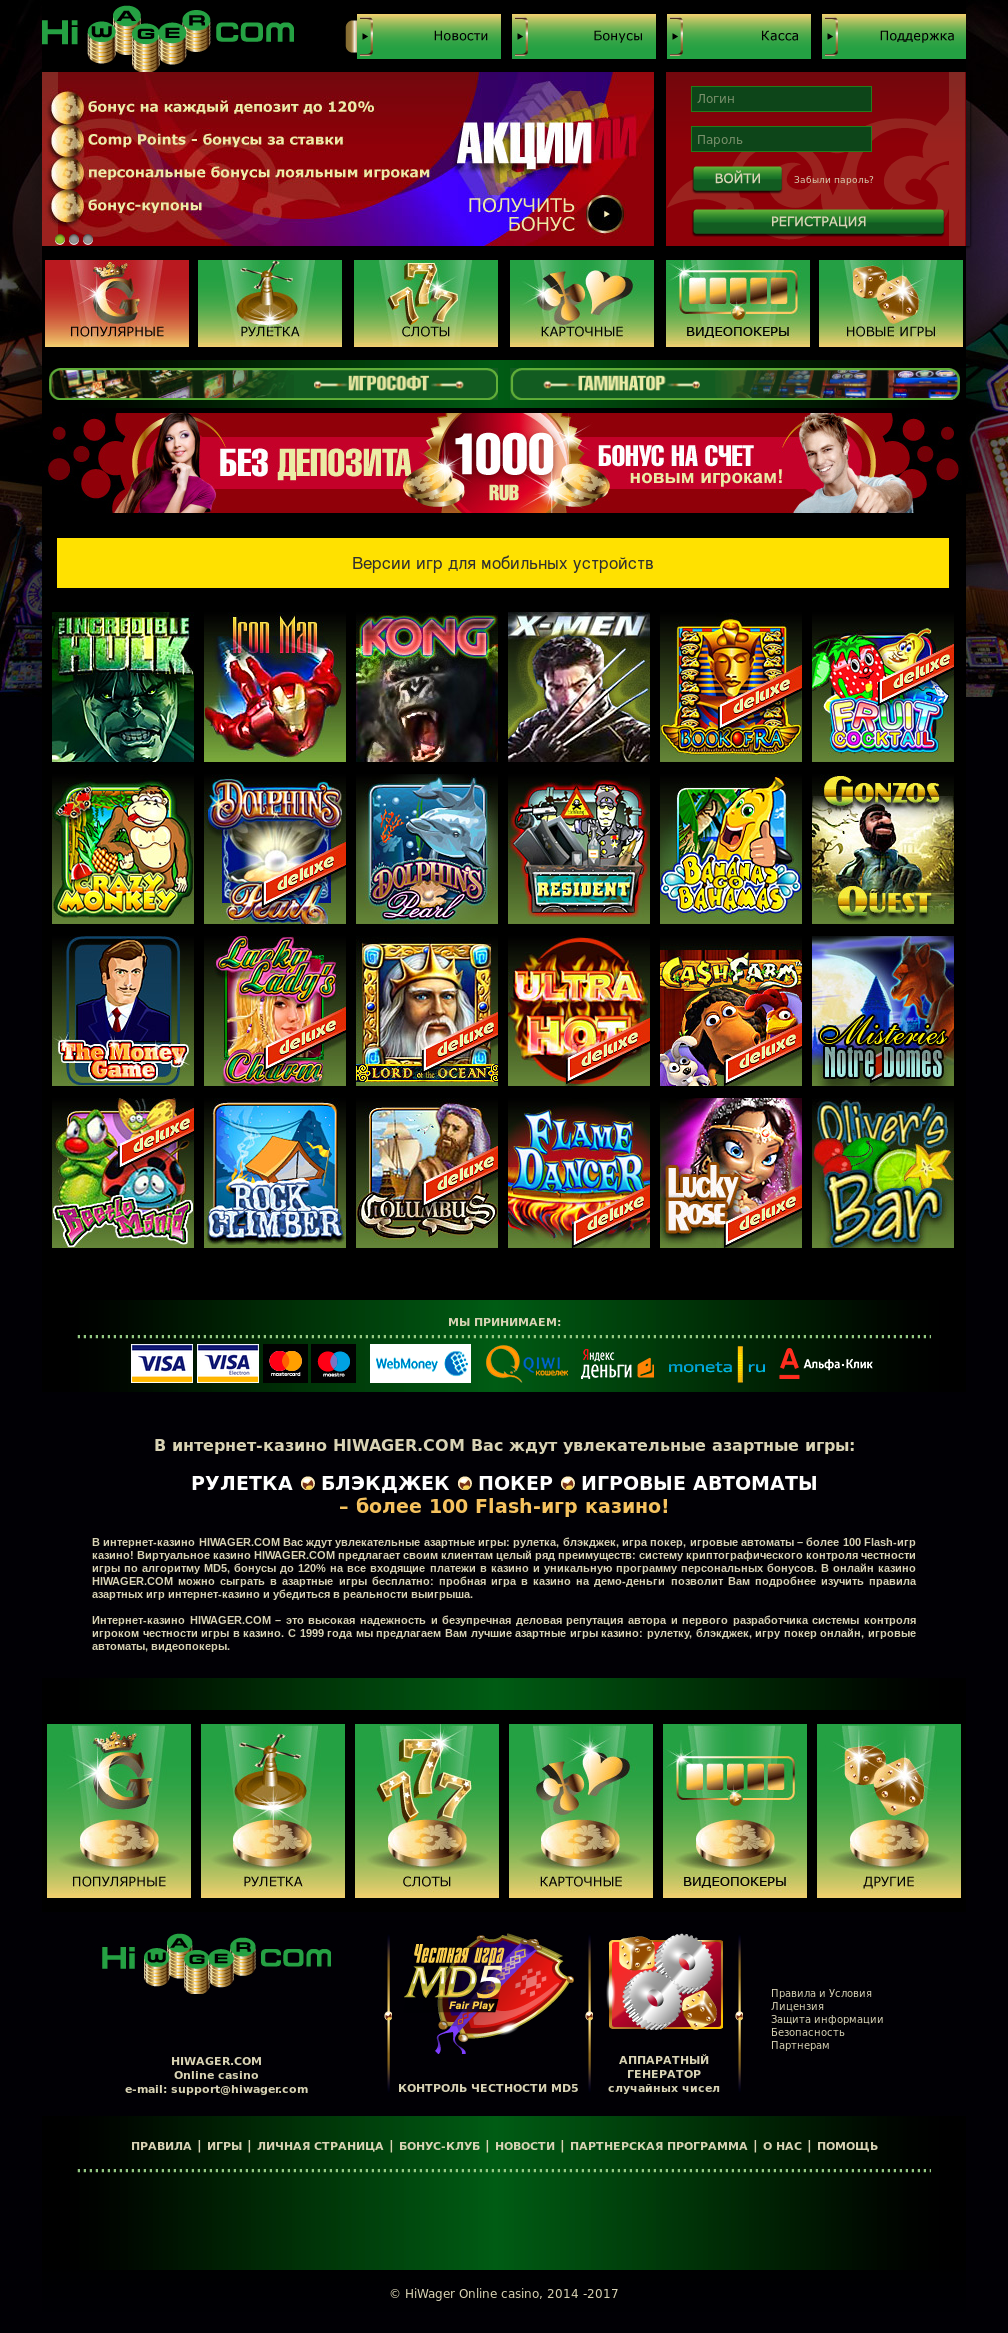 Hi WAGER com
Новости
Бонусы
Касса
Поддержка
бонус на каждый депозит до 120%
Comp Points - бонусы за ставки
персональные бонусы лояльным игрокам
бонус-купоны
АКЦИИ
ПОЛУЧИТЬ
БОНУС
Логин
Пароль
ВОЙТИ
Забыли пароль?
РЕГИСТРАЦИЯ
ПОПУЛЯРНЫЕ
РУЛЕТКА
СЛОТЫ
КАРТОЧНЫЕ
ВИДЕОПОКЕРЫ
НОВЫЕ ИГРЫ
ИГРОСОФТ
ГАМИНАТОР
БЕЗ ДЕПОЗИТА
1000
RUB
БОНУС НА СЧЕТ
новым игрокам!
Версии игр для мобильных устройств
THE INCREDIBLE
HULK
Iron Man
KONG
X-MEN
BOOK OF RA
deluxe
FRUIT
COCKTAIL
deluxe
CRAZY
MONKEY
DOLPHIN'S
Pearl
deluxe
DOLPHIN'S
Pearl
RESIDENT
BANANAS
GO
BAHAMAS
GONZOS
QUEST
The Money
Game
Lucky
Lady's
Charm
deluxe
LORD of the OCEAN
deluxe
ULTRA
HOT
deluxe
CASH FARM
deluxe
Misteries
Notre Domes
Beetle Mania
deluxe
ROCK
CLIMBER
COLUMBUS
deluxe
FLAME
DANCER
deluxe
Lucky
Rose
deluxe
Oliver's
Bar
МЫ ПРИНИМАЕМ:
VISA
VISA
Electron
mastercard
maestro
WebMoney
QIWI
кошелек
Яндекс
деньги
moneta ru
Альфа·Клик
В интернет-казино HIWAGER.COM Вас ждут увлекательные азартные игры:
РУЛЕТКА БЛЭКДЖЕК ПОКЕР ИГРОВЫЕ АВТОМАТЫ
– более 100 Flash-игр казино!
В интернет-казино HIWAGER.COM Вас ждут увлекательные азартные игры: рулетка, блэкджек, игра покер, игровые автоматы – более 100 Flash-игр
казино! Виртуальное казино HIWAGER.COM предлагает своим клиентам целый ряд преимуществ: систему криптографического контроля честности
игры по алгоритму MD5, бонусы до 120% на все входящие платежи в казино и уникальную программу персональных бонусов. В онлайн казино
HIWAGER.COM можно сыграть в азартные игры бесплатно: пробная игра в казино на демо-деньги позволит Вам подробнее изучить правила
азартных игр интернет-казино и убедиться в реальности выигрыша.
Интернет-казино HIWAGER.COM – это высокая надежность и безупречная деловая репутация автора и первого разработчика системы контроля
игроком честности игры в казино. С 1999 года мы предлагаем Вам лучшие азартные игры казино: рулетку, блэкджек, игру покер онлайн, игровые
автоматы, видеопокеры.
ПОПУЛЯРНЫЕ
РУЛЕТКА
СЛОТЫ
КАРТОЧНЫЕ
ВИДЕОПОКЕРЫ
ДРУГИЕ
Hi WAGER com
HIWAGER.COM
Online casino
e-mail: support@hiwager.com
Честная игра
MD5
Fair Play
КОНТРОЛЬ ЧЕСТНОСТИ MD5
АППАРАТНЫЙ
ГЕНЕРАТОР
случайных чисел
Правила и Условия
Лицензия
Защита информации
Безопасность
Партнерам
ПРАВИЛА | ИГРЫ | ЛИЧНАЯ СТРАНИЦА | БОНУС-КЛУБ | НОВОСТИ | ПАРТНЕРСКАЯ ПРОГРАММА | О НАС | ПОМОЩЬ
© HiWager Online casino, 2014 -2017